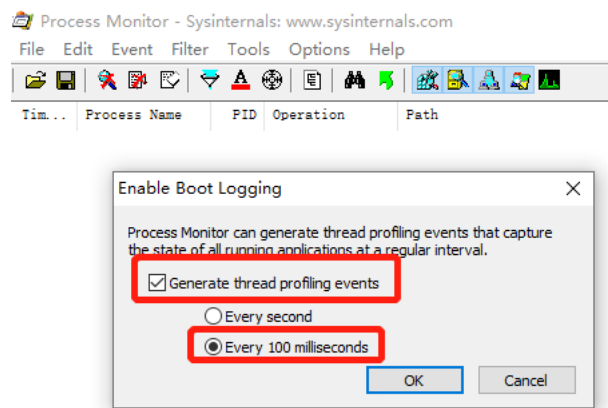 Process Monitor - Sysinternals: www.sysinternals.com
File Edit Event Filter Tools Options Help
Tim... Process Name PID Operation Path
Enable Boot Logging
Process Monitor can generate thread profiling events that capture
the state of all running applications at a regular interval.
Generate thread profiling events
Every second
Every 100 milliseconds
OK Cancel